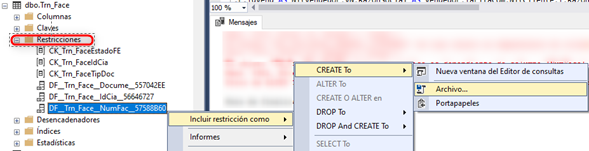 dbo.Trn_Face
Columnas
Claves
Restricciones
CK_Trn_FaceEstadoFE
CK_Trn_FaceIdCia
CK_Trn_FaceTipDoc
DF__Trn_Face__Docume__557042EE
DF__Trn_Face__IdCia__56646727
DF__Trn_Face__NumFac__57588B60
Desencadenadores
Índices
Estadísticas
100 %
Mensajes
Incluir restricción como
Informes
CREATE To
ALTER To
CREATE O ALTER en
DROP To
DROP And CREATE To
SELECT To
Nueva ventana del Editor de consultas
Archivo...
Portapapeles